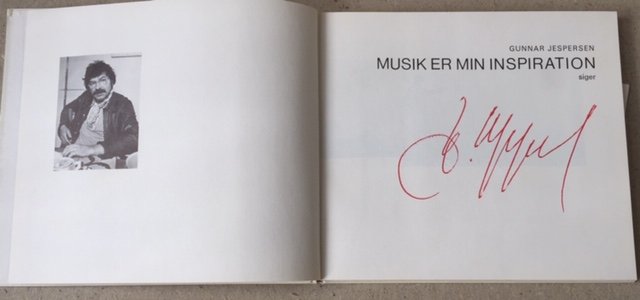 GUNNAR JESPERSEN
MUSIK ER MIN INSPIRATION
siger